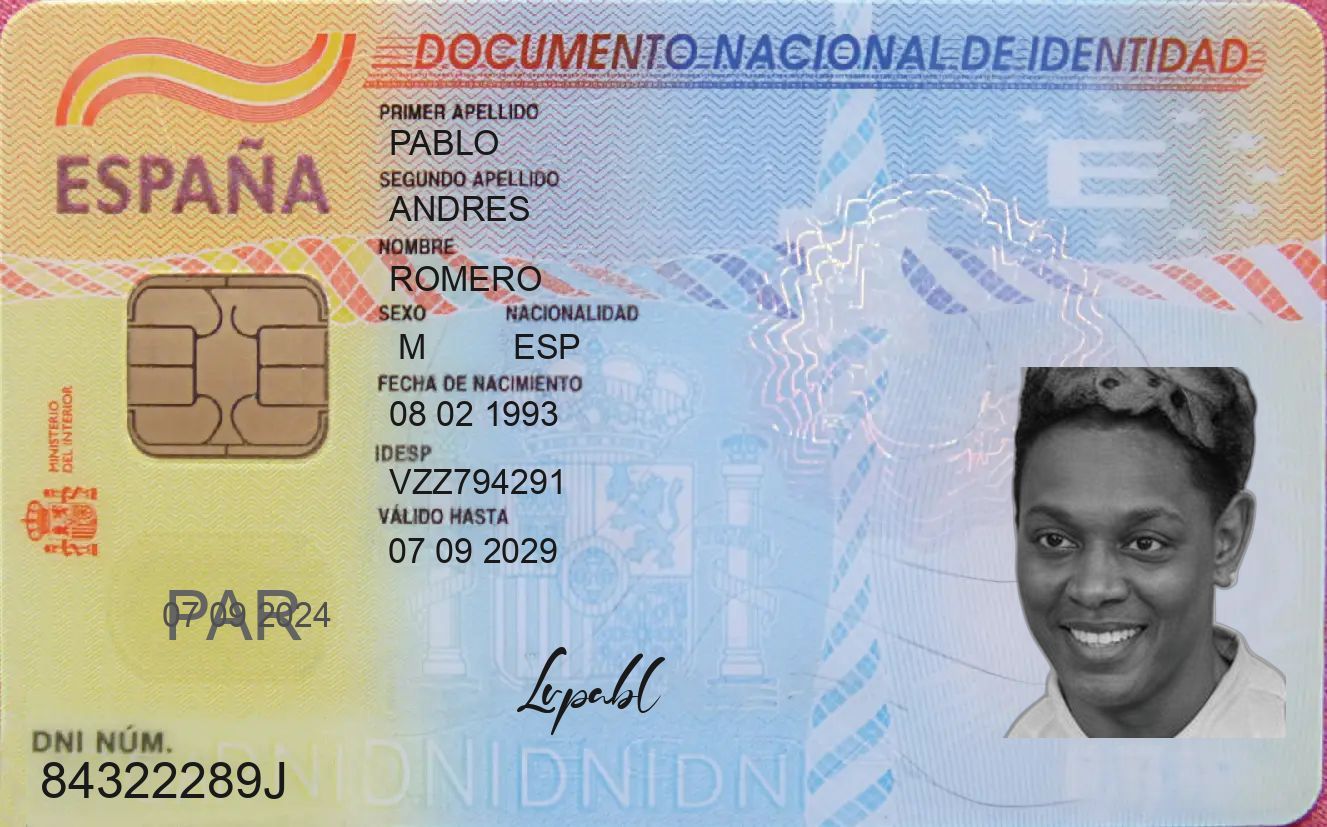 DOCUMENTO NACIONAL DE IDENTIDAD
ESPAÑA
PRIMER APELLIDO
PABLO
SEGUNDO APELLIDO
ANDRES
NOMBRE
ROMERO
SEXO NACIONALIDAD
M ESP
FECHA DE NACIMIENTO
08 02 1993
IDESP
VZZ794291
VÁLIDO HASTA
07 09 2029
MINISTERIO
DEL INTERIOR
E
PAR
07 09 2024
Lvpabl
DNI NÚM.
84322289J
DNIDNIDNIDNI